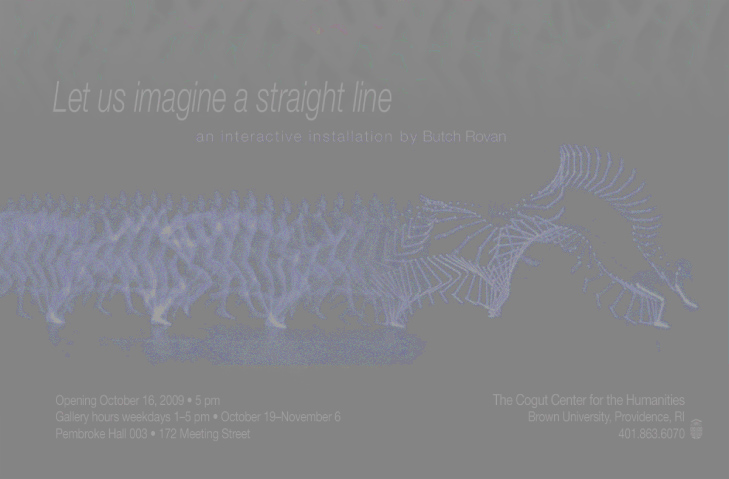 Let us imagine a straight line
an interactive installation by Butch Rovan
Opening October 16, 2009 • 5 pm
Gallery hours weekdays 1–5 pm • October 19–November 6
Pembroke Hall 003 • 172 Meeting Street
The Cogut Center for the Humanities
Brown University, Providence, RI
401.863.6070